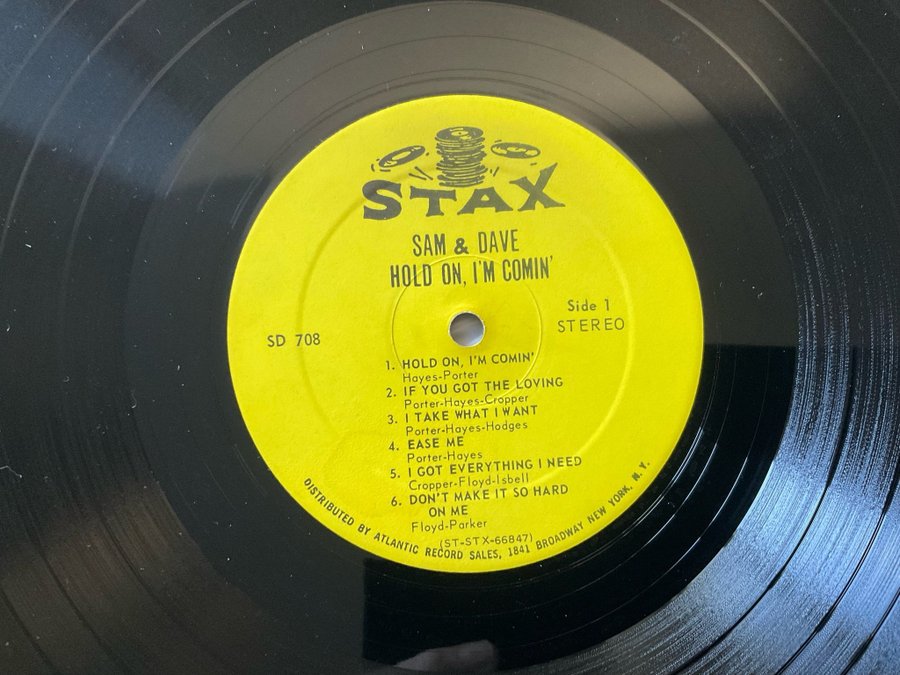 STAX
SAM & DAVE
HOLD ON, I'M COMIN'
Side 1
SD 708
STEREO
1. HOLD ON, I'M COMIN'
Hayes-Porter
2. IF YOU GOT THE LOVING
Porter-Hayes-Cropper
3. I TAKE WHAT I WANT
Porter-Hayes-Hodges
4. EASE ME
Porter-Hayes
5. I GOT EVERYTHING I NEED
Cropper-Floyd-Isbell
6. DON'T MAKE IT SO HARD
ON ME
Floyd-Parker
(ST-STX-66847)
DISTRIBUTED BY ATLANTIC RECORD SALES, 1841 BROADWAY NEW YORK, N.Y.